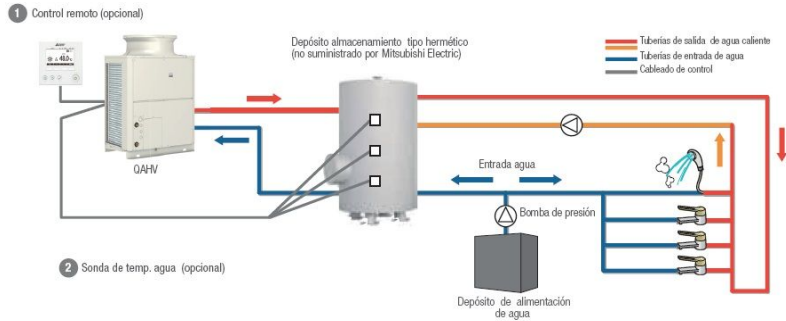 1 Control remoto (opcional)
Depósito almacenamiento tipo hermético
(no suministrado por Mitsubishi Electric)
Tuberías de salida de agua caliente
Tuberías de entrada de agua
Cableado de control
QAHV
Entrada agua
Bomba de presión
2 Sonda de temp. agua (opcional)
Depósito de alimentación
de agua